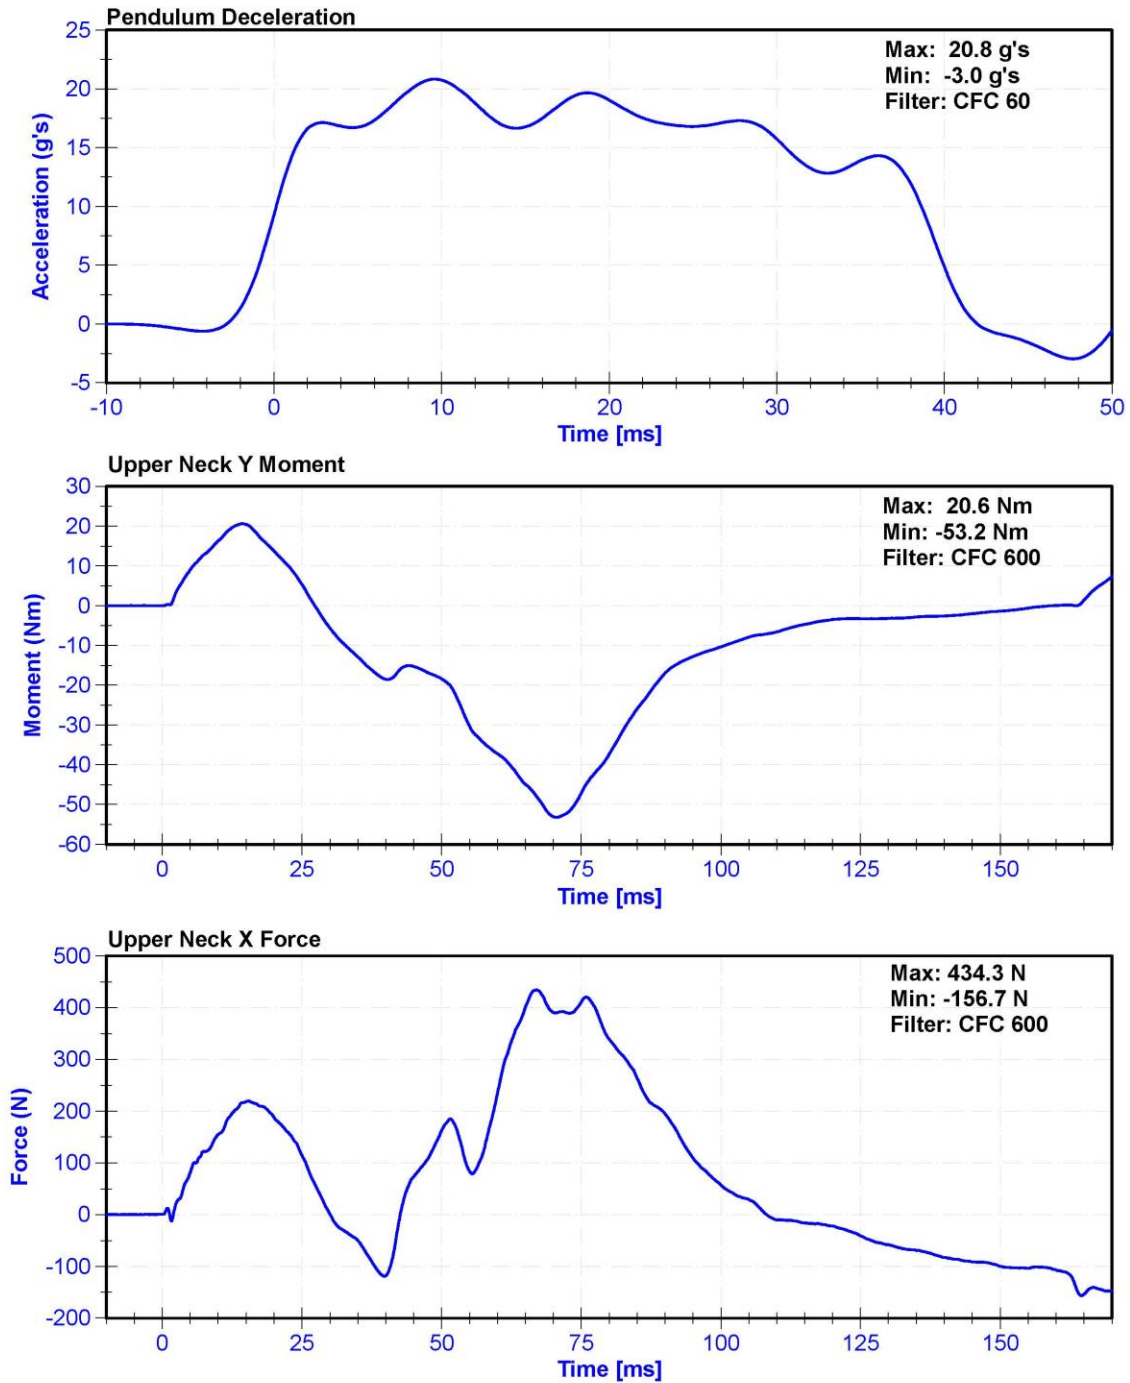 Pendulum Deceleration
Max: 20.8 g's
Min: -3.0 g's
Filter: CFC 60
Acceleration (g's)
25
20
15
10
5
0
-5
-10 0 10 20 30 40 50
Time [ms]
Upper Neck Y Moment
Max: 20.6 Nm
Min: -53.2 Nm
Filter: CFC 600
Moment (Nm)
30
20
10
0
-10
-20
-30
-40
-50
-60
0 25 50 75 100 125 150
Time [ms]
Upper Neck X Force
Max: 434.3 N
Min: -156.7 N
Filter: CFC 600
Force (N)
500
400
300
200
100
0
-100
-200
0 25 50 75 100 125 150
Time [ms]